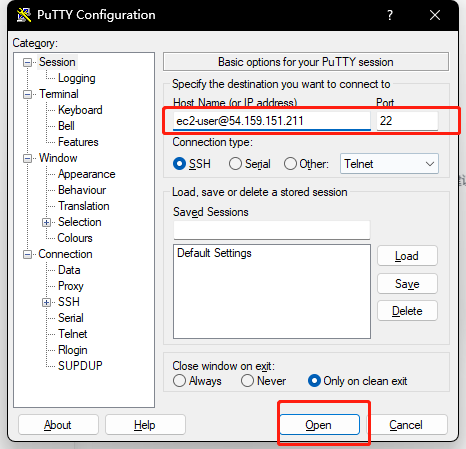 PuTTY Configuration
Category:
Session
Logging
Terminal
Keyboard
Bell
Features
Window
Appearance
Behaviour
Translation
Selection
Colours
Connection
Data
Proxy
SSH
Serial
Telnet
Rlogin
SUPDUP
Basic options for your PuTTY session
Specify the destination you want to connect to
Host Name (or IP address) Port
ec2-user@54.159.151.211 22
Connection type:
SSH Serial Other: Telnet
Load, save or delete a stored session
Saved Sessions
Default Settings
Load
Save
Delete
Close window on exit:
Always Never Only on clean exit
About Help Open Cancel